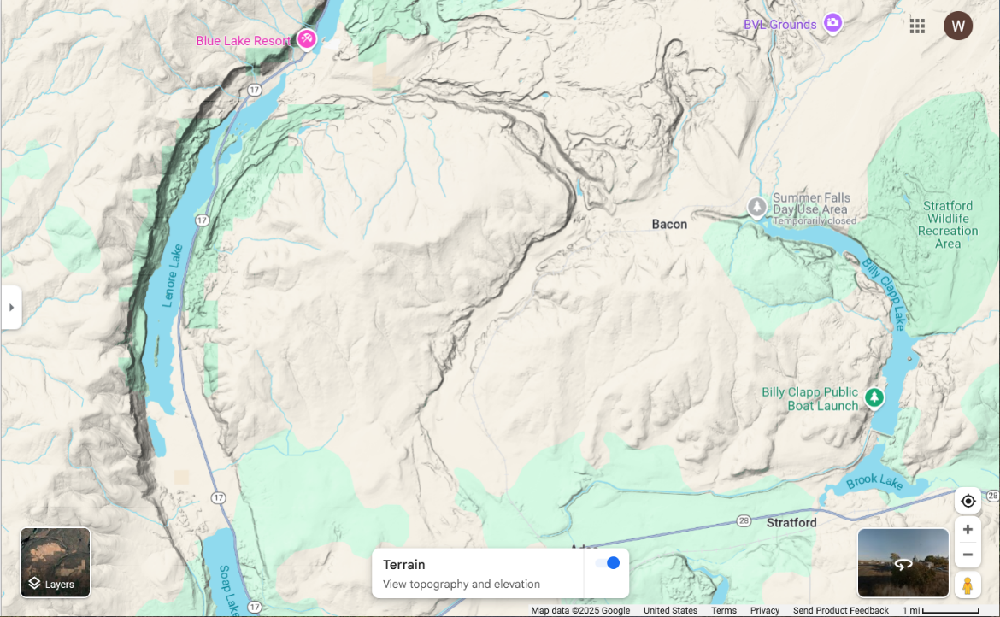 BVL Grounds
W
Blue Lake Resort
17
Summer Falls
Day Use Area
Temporarily closed
Stratford
Wildlife
Recreation
Area
17
Bacon
Lenore Lake
Billy Clapp Lake
Billy Clapp Public
Boat Launch
Brook Lake
17
28
28
Stratford
Terrain
View topography and elevation
Layers
Soap Lake
17
Map data ©2025 Google
United States
Terms
Privacy
Send Product Feedback
1 mi